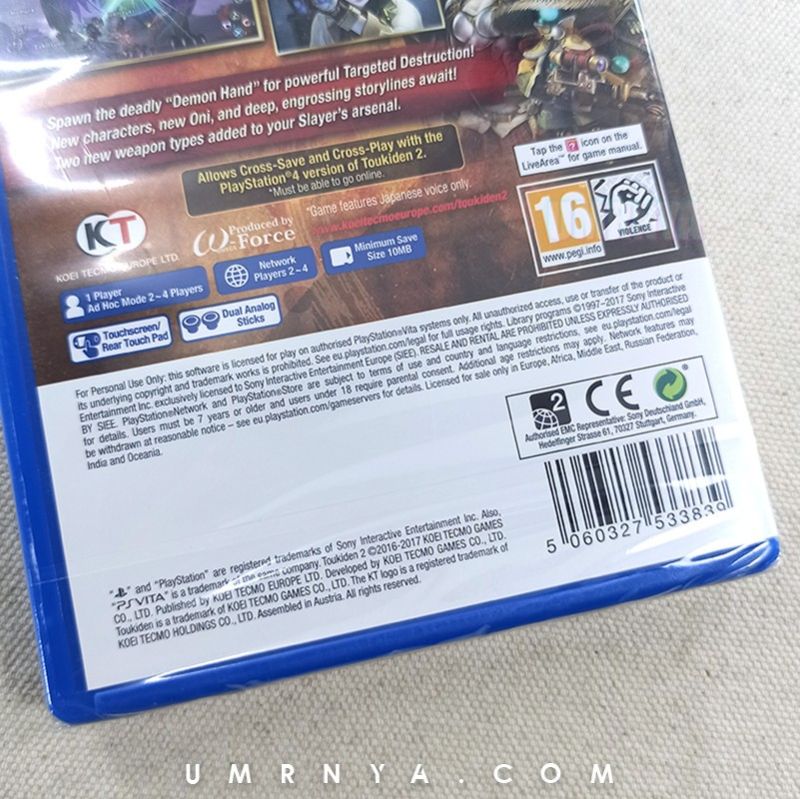 Spawn the deadly "Demon Hand" for powerful Targeted Destruction!
New characters, new Oni, and deep, engrossing storylines await!
Two new weapon types added to your Slayer's arsenal.
Allows Cross-Save and Cross-Play with the
PlayStation®4 version of Toukiden 2.
*Must be able to go online.
Tap the ? icon on the
LiveArea™ for game manual.
*Game features Japanese voice only.
www.koeitecmoeurope.com/toukiden2
KT
KOEI TECMO EUROPE LTD.
Produced by
ω-Force
16
www.pegi.info
VIOLENCE
1 Player
Ad Hoc Mode 2~4 Players
Network
Players 2~4
Minimum Save
Size 10MB
Touchscreen/
Rear Touch Pad
Dual Analog
Sticks
For Personal Use Only: this software is licensed for play on authorised PlayStation®Vita systems only. All unauthorized access, use or transfer of the product or
its underlying copyright and trademark works is prohibited. See eu.playstation.com/legal for full usage rights. Library programs ©1997-2017 Sony Interactive
Entertainment Inc. exclusively licensed to Sony Interactive Entertainment Europe (SIEE). RESALE AND RENTAL ARE PROHIBITED UNLESS EXPRESSLY AUTHORISED
BY SIEE. PlayStation®Network and PlayStation®Store are subject to terms of use and country and language restrictions, see eu.playstation.com/legal
for details. Users must be 7 years or older and users under 18 require parental consent. Additional age restrictions may apply. Network features may
be withdrawn at reasonable notice – see eu.playstation.com/gameservers for details. Licensed for sale only in Europe, Africa, Middle East, Russian Federation,
India and Oceania.
2
CE
Authorised EMC Representative: Sony Deutschland GmbH,
Hedelfinger Strasse 61, 70327 Stuttgart, Germany.
5 060327 533839
"PS" and "PlayStation" are registered trademarks of Sony Interactive Entertainment Inc. Also,
"PSVITA" is a trademark of the same company. Toukiden 2 ©2016-2017 KOEI TECMO GAMES
CO., LTD. Published by KOEI TECMO EUROPE LTD. Developed by KOEI TECMO GAMES CO., LTD.
Toukiden is a trademark of KOEI TECMO GAMES CO., LTD. The KT logo is a registered trademark of
KOEI TECMO HOLDINGS CO., LTD. Assembled in Austria. All rights reserved.
UMRNYA.COM